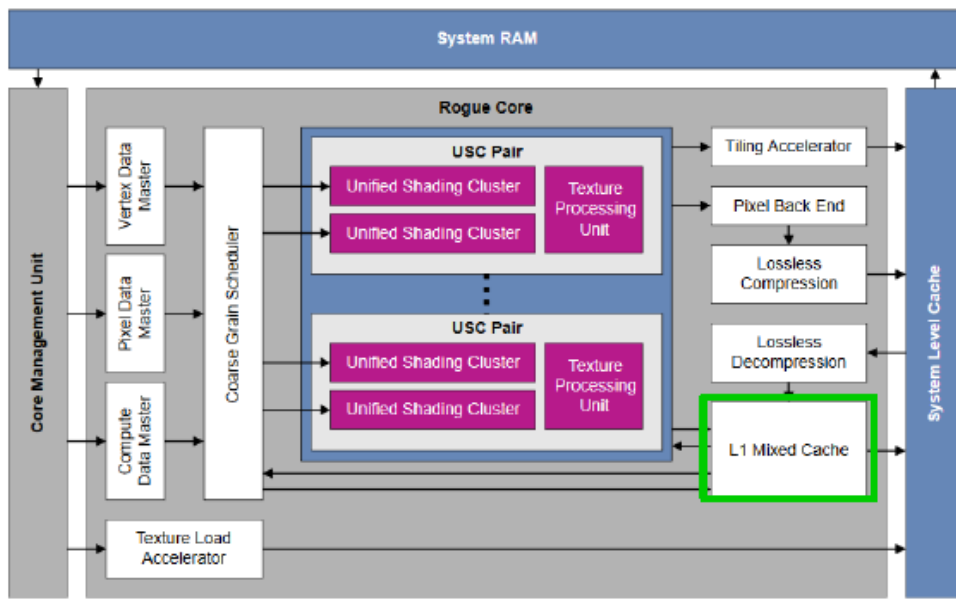 System RAM
Core Management Unit
Rogue Core
Vertex Data
Master
Pixel Data
Master
Compute
Data Master
Coarse Grain Scheduler
USC Pair
Unified Shading Cluster
Unified Shading Cluster
Texture
Processing
Unit
USC Pair
Unified Shading Cluster
Unified Shading Cluster
Texture
Processing
Unit
Tiling Accelerator
Pixel Back End
Lossless
Compression
Lossless
Decompression
L1 Mixed Cache
Texture Load
Accelerator
System Level Cache